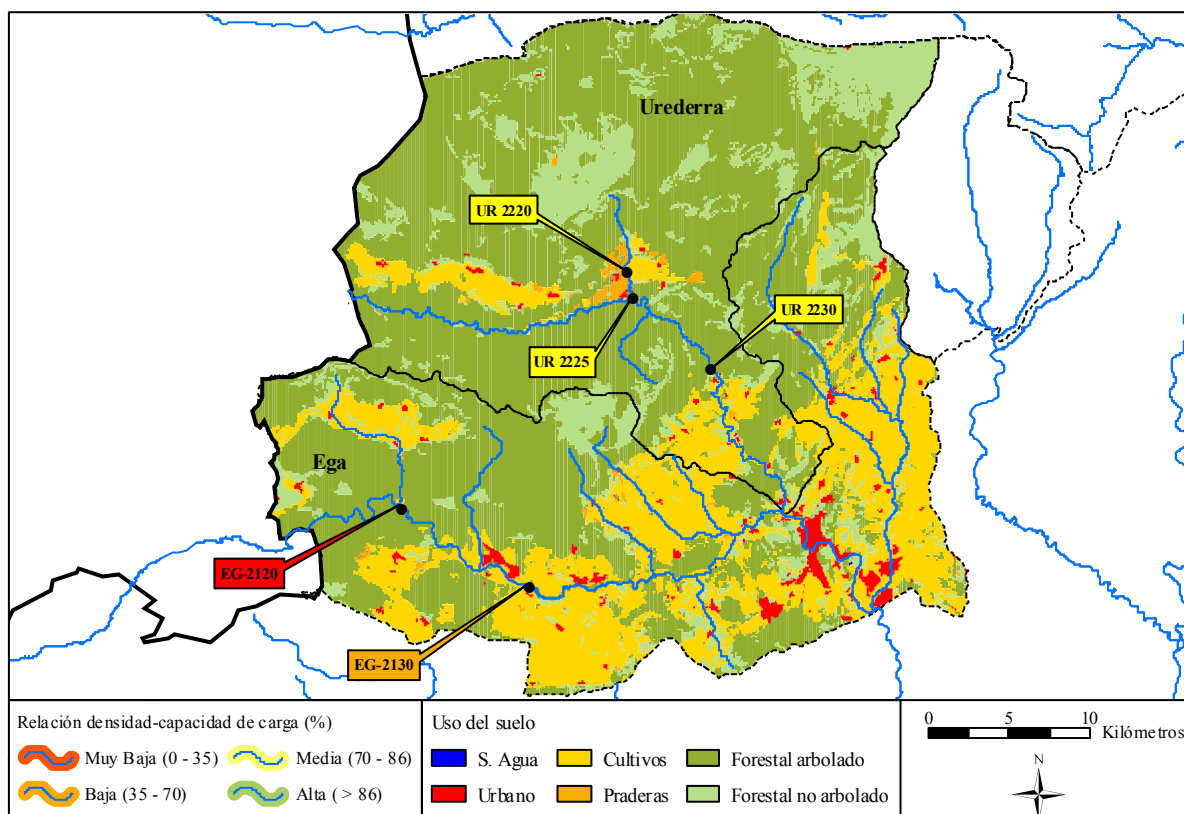 Urederra
UR 2220
UR 2230
UR 2225
Ega
EG-2120
EG-2130
Relación densidad-capacidad de carga (%)
Muy Baja (0 - 35)
Media (70 - 86)
Baja (35 - 70)
Alta ( > 86)
Uso del suelo
S. Agua
Cultivos
Forestal arbolado
Urbano
Praderas
Forestal no arbolado
0 5 10
Kilómetros
N